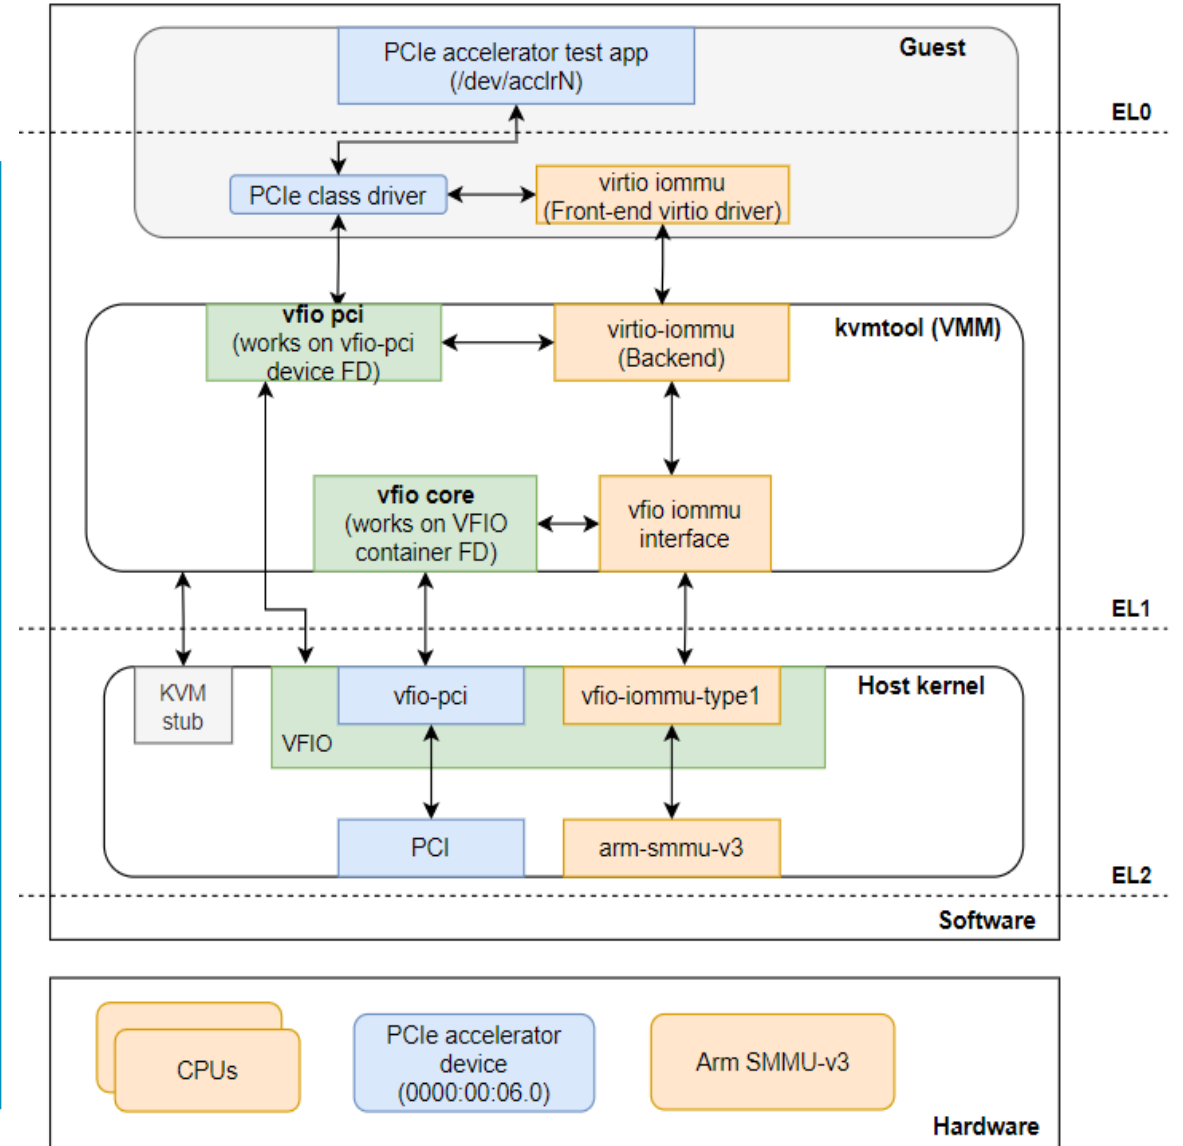 PCIe accelerator test app
(/dev/acclrN)
Guest
EL0
PCIe class driver
virtio iommu
(Front-end virtio driver)
vfio pci
(works on vfio-pci
device FD)
virtio-iommu
(Backend)
kvmtool (VMM)
vfio core
(works on VFIO
container FD)
vfio iommu
interface
EL1
KVM
stub
VFIO
vfio-pci
vfio-iommu-type1
Host kernel
PCI
arm-smmu-v3
EL2
Software
CPUs
PCIe accelerator
device
(0000:00:06.0)
Arm SMMU-v3
Hardware